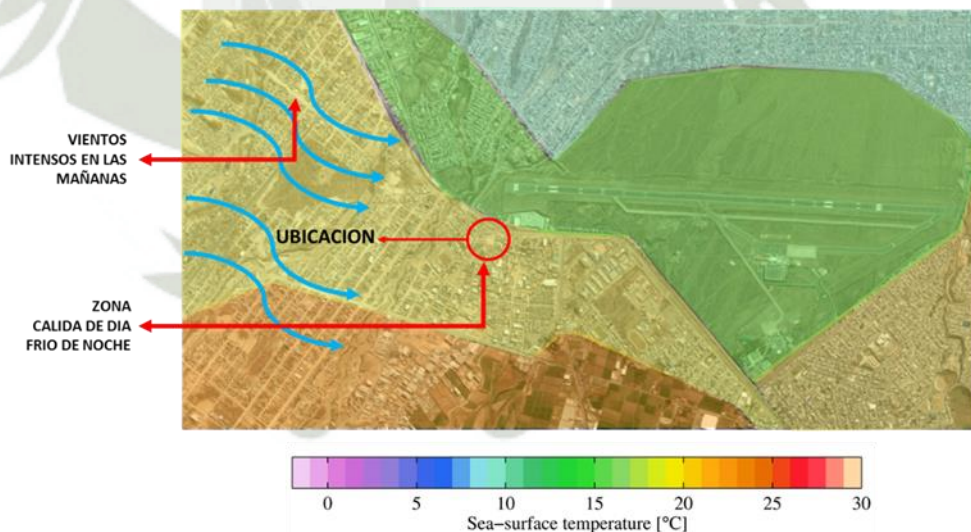 VIENTOS
INTENSOS EN LAS
MAÑANAS
UBICACION
ZONA
CALIDA DE DIA
FRIO DE NOCHE
0 5 10 15 20 25 30
Sea-surface temperature [°C]